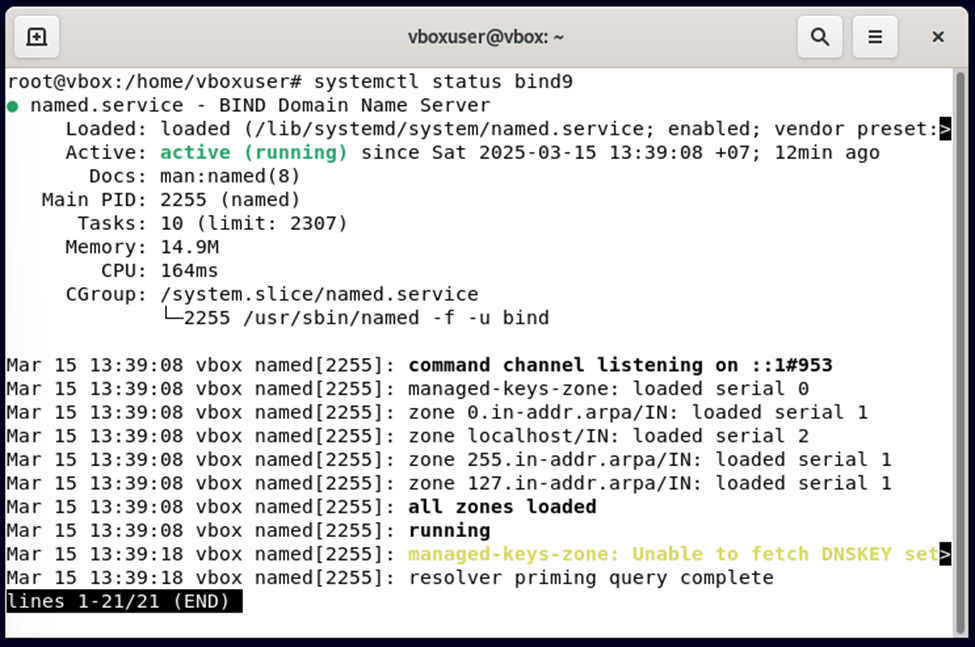 vboxuser@vbox: ~
root@vbox:/home/vboxuser# systemctl status bind9
● named.service - BIND Domain Name Server
     Loaded: loaded (/lib/systemd/system/named.service; enabled; vendor preset:>
     Active: active (running) since Sat 2025-03-15 13:39:08 +07; 12min ago
       Docs: man:named(8)
   Main PID: 2255 (named)
      Tasks: 10 (limit: 2307)
     Memory: 14.9M
        CPU: 164ms
     CGroup: /system.slice/named.service
             └─2255 /usr/sbin/named -f -u bind
Mar 15 13:39:08 vbox named[2255]: command channel listening on ::1#953
Mar 15 13:39:08 vbox named[2255]: managed-keys-zone: loaded serial 0
Mar 15 13:39:08 vbox named[2255]: zone 0.in-addr.arpa/IN: loaded serial 1
Mar 15 13:39:08 vbox named[2255]: zone localhost/IN: loaded serial 2
Mar 15 13:39:08 vbox named[2255]: zone 255.in-addr.arpa/IN: loaded serial 1
Mar 15 13:39:08 vbox named[2255]: zone 127.in-addr.arpa/IN: loaded serial 1
Mar 15 13:39:08 vbox named[2255]: all zones loaded
Mar 15 13:39:08 vbox named[2255]: running
Mar 15 13:39:18 vbox named[2255]: managed-keys-zone: Unable to fetch DNSKEY set>
Mar 15 13:39:18 vbox named[2255]: resolver priming query complete
lines 1-21/21 (END)